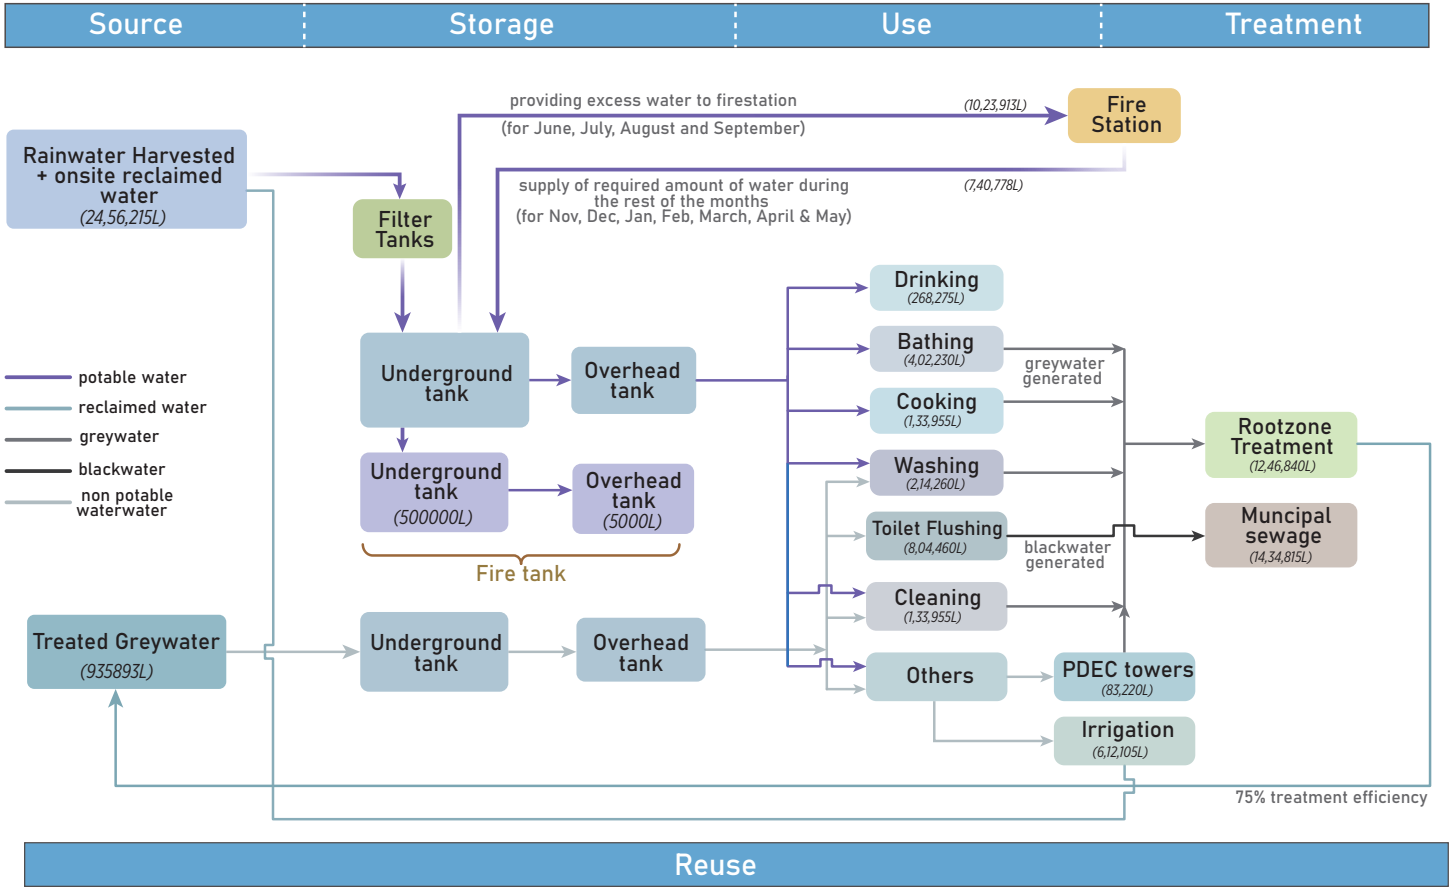 Source
Storage
Use
Treatment
providing excess water to firestation
(for June, July, August and September)
(10,23,913L)
Fire
Station
Rainwater Harvested
+ onsite reclaimed
water
(24,56,215L)
supply of required amount of water during
the rest of the months
(for Nov, Dec, Jan, Feb, March, April & May)
(7,40,778L)
Filter
Tanks
Drinking
(268,275L)
Bathing
(4,02,230L)
greywater
generated
Underground
tank
Overhead
tank
Cooking
(1,33,955L)
potable water
reclaimed water
greywater
blackwater
non potable
waterwater
Underground
tank
(500000L)
Overhead
tank
(5000L)
Fire tank
Washing
(2,14,260L)
Rootzone
Treatment
(12,46,840L)
Toilet Flushing
(8,04,460L)
blackwater
generated
Muncipal
sewage
(14,34,815L)
Cleaning
(1,33,955L)
Treated Greywater
(935893L)
Underground
tank
Overhead
tank
Others
PDEC towers
(83,220L)
Irrigation
(6,12,105L)
75% treatment efficiency
Reuse